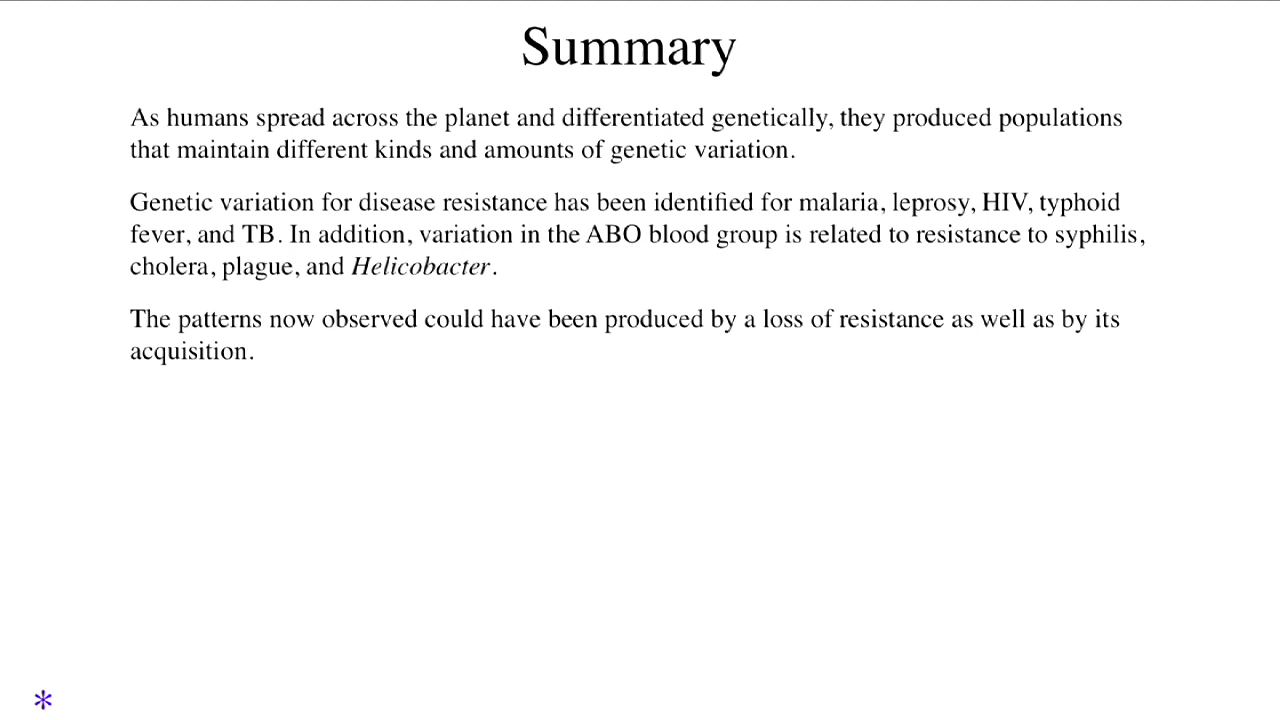 Summary
As humans spread across the planet and differentiated genetically, they produced populations
that maintain different kinds and amounts of genetic variation.
Genetic variation for disease resistance has been identified for malaria, leprosy, HIV, typhoid
fever, and TB. In addition, variation in the ABO blood group is related to resistance to syphilis,
cholera, plague, and Helicobacter.
The patterns now observed could have been produced by a loss of resistance as well as by its
acquisition.
*